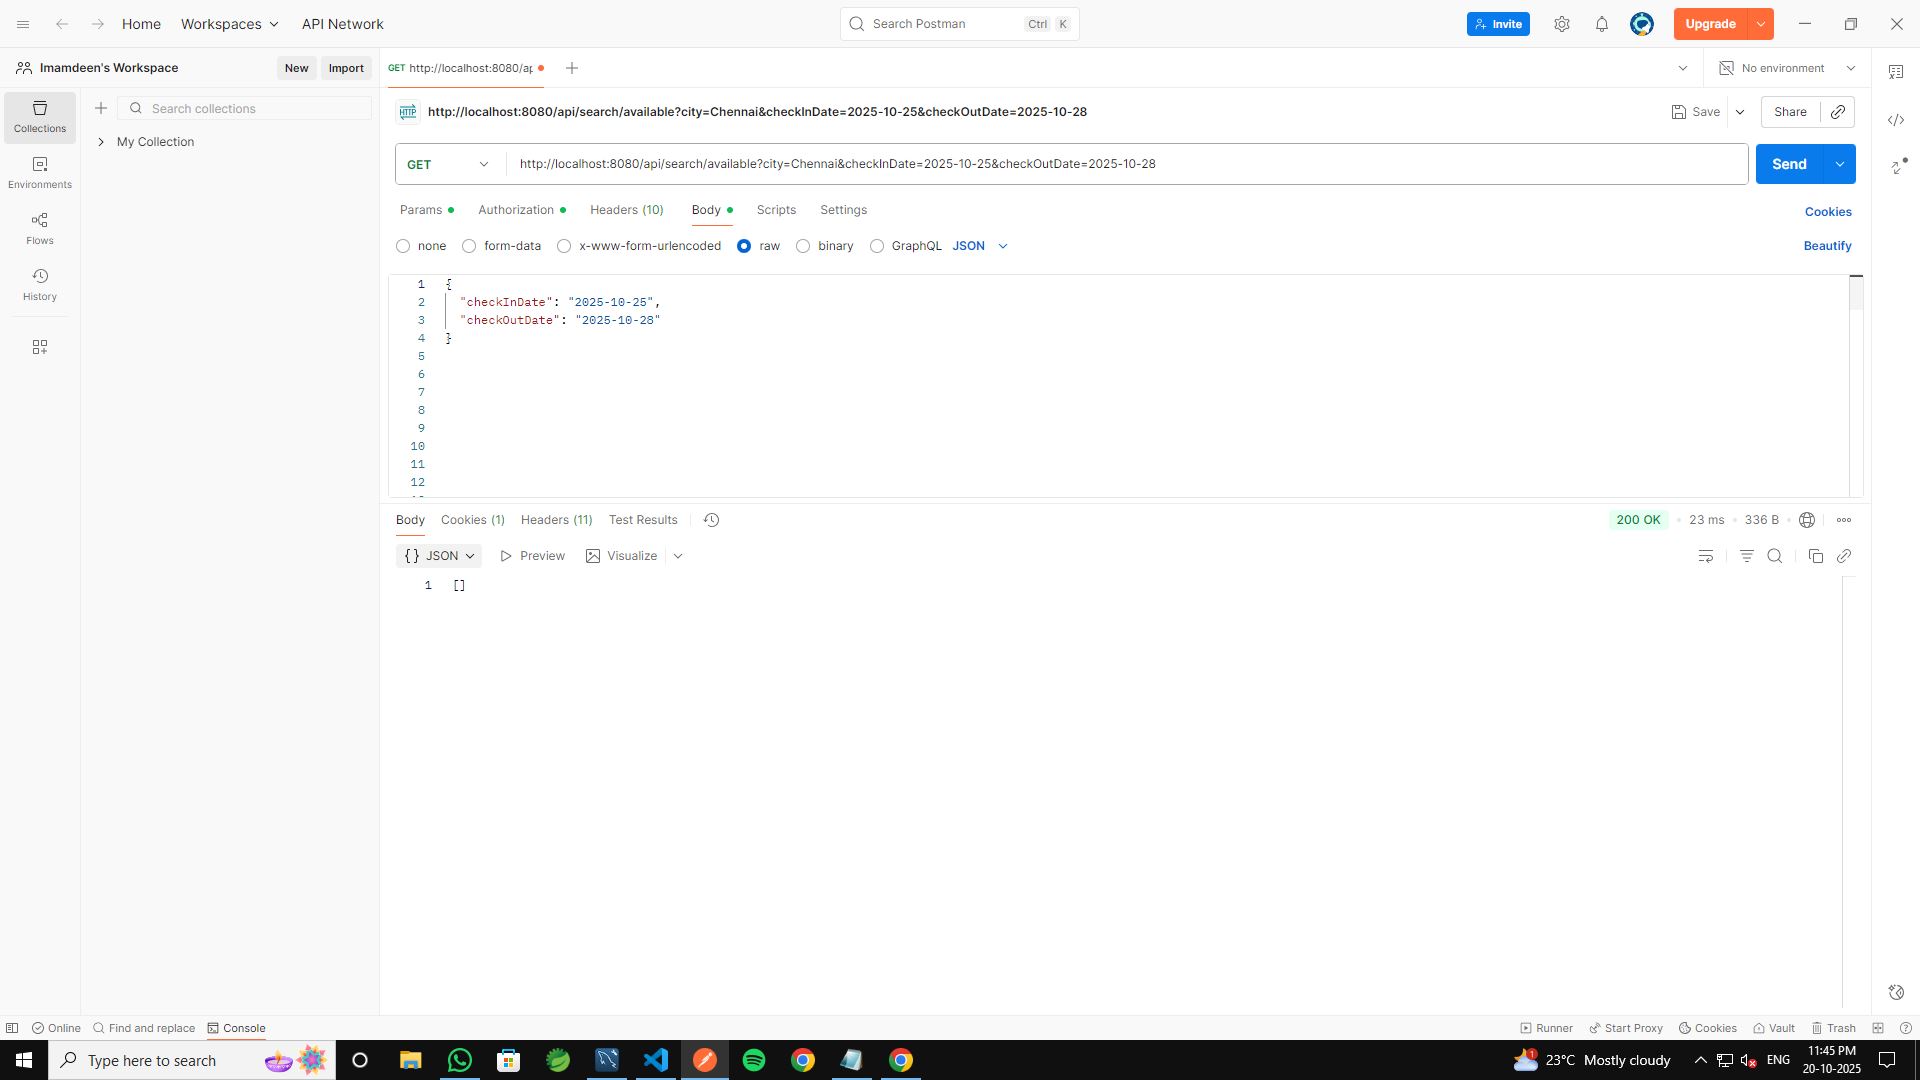 Home
Workspaces
API Network
Search Postman
Ctrl
K
Invite
Upgrade
Imamdeen's Workspace
New
Import
GET http://localhost:8080/ap
No environment
Collections
Environments
Flows
History
Search collections
My Collection
HTTP
http://localhost:8080/api/search/available?city=Chennai&checkInDate=2025-10-25&checkOutDate=2025-10-28
Save
Share
GET
http://localhost:8080/api/search/available?city=Chennai&checkInDate=2025-10-25&checkOutDate=2025-10-28
Send
Params
Authorization
Headers (10)
Body
Scripts
Settings
Cookies
none
form-data
x-www-form-urlencoded
raw
binary
GraphQL
JSON
Beautify
1 {
2 "checkInDate": "2025-10-25",
3 "checkOutDate": "2025-10-28"
4 }
5
6
7
8
9
10
11
12
Body
Cookies (1)
Headers (11)
Test Results
200 OK
23 ms
336 B
{} JSON
Preview
Visualize
1 []
Online
Find and replace
Console
Runner
Start Proxy
Cookies
Vault
Trash
Type here to search
1
23°C Mostly cloudy
ENG
11:45 PM
20-10-2025